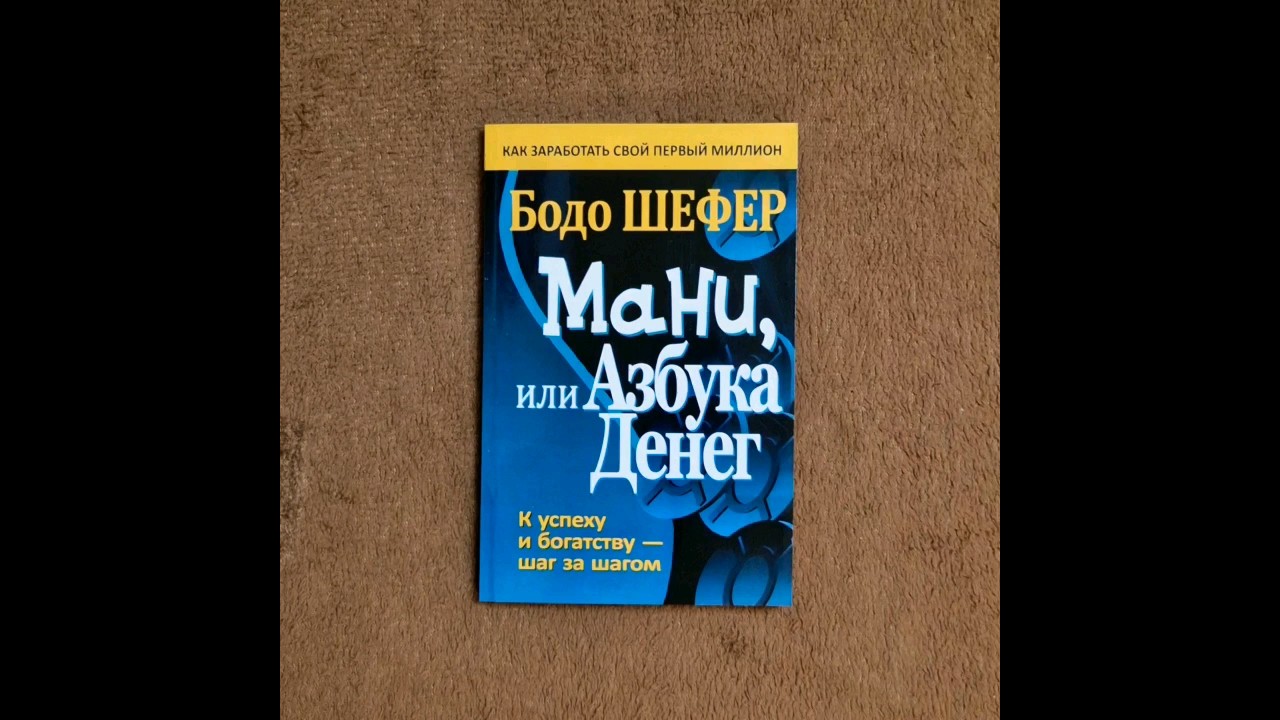 КАК ЗАРАБОТАТЬ СВОЙ ПЕРВЫЙ МИЛЛИОН
Бодо ШЕФЕР
Мани,
или Азбука
Денег
К успеху
и богатству —
шаг за шагом